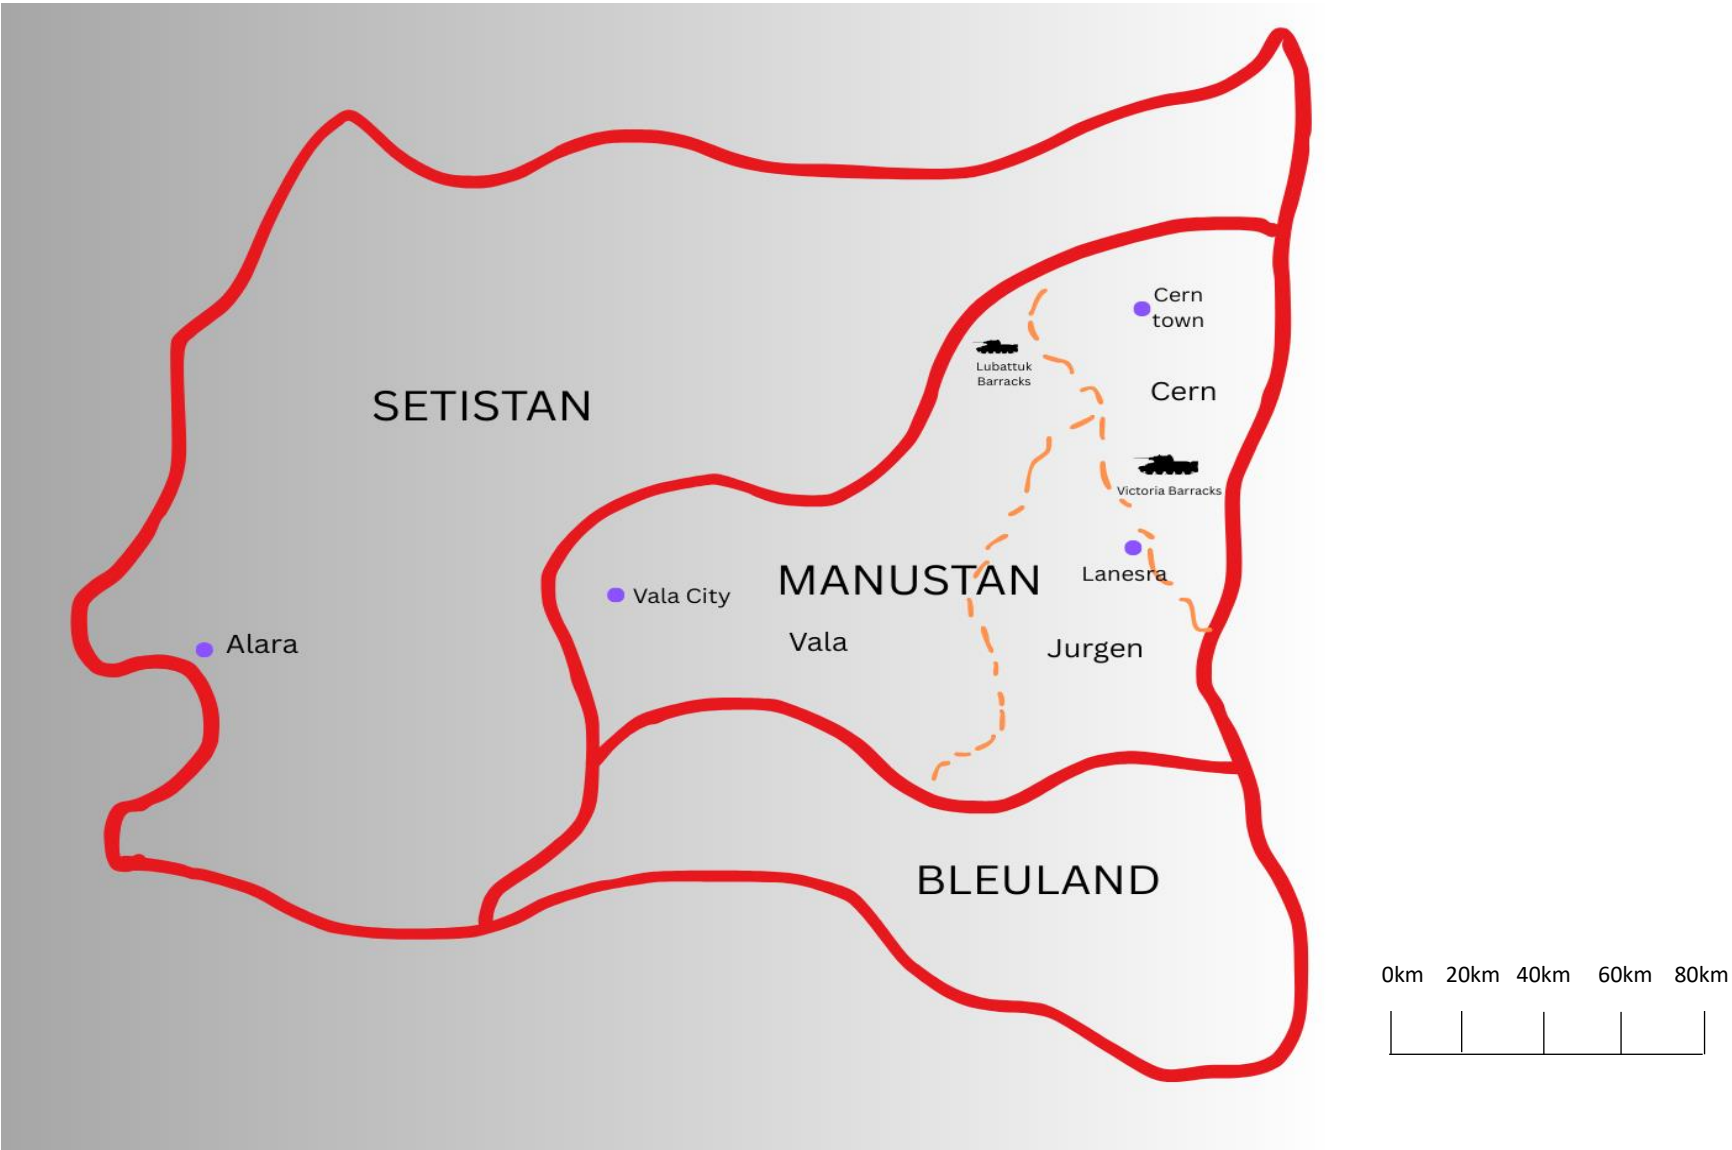 Cern
town
Lubattuk
Barracks
SETISTAN
Cern
Victoria Barracks
MANUSTAN
Lanesra
Vala City
Vala
Jurgen
Alara
BLEULAND
0km 20km 40km 60km 80km